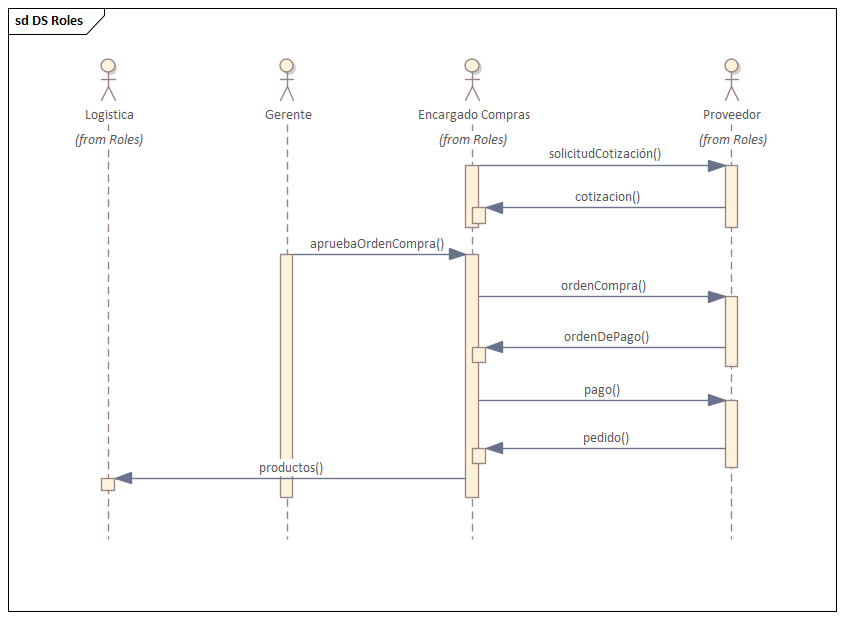 sd DS Roles
Logistica
Gerente
Encargado Compras
Proveedor
(from Roles)
(from Roles)
(from Roles)
solicitudCotización()
cotizacion()
apruebaOrdenCompra()
ordenCompra()
ordenDePago()
pago()
pedido()
productos()